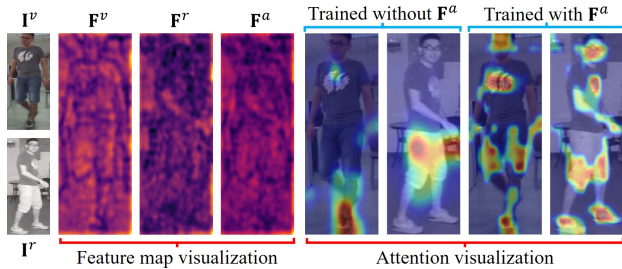 I^v F^v F^r F^a Trained without F^a Trained with F^a
I^r
Feature map visualization Attention visualization